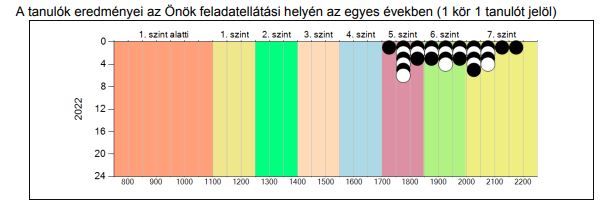 A tanulók eredményei az Önök feladatellátási helyén az egyes években (1 kör 1 tanulót jelöl)
1. szint alatti 1. szint 2. szint 3. szint 4. szint 5. szint 6. szint 7. szint
0
4
8
12
16
20
24
2022
800 900 1000 1100 1200 1300 1400 1500 1600 1700 1800 1900 2000 2100 2200